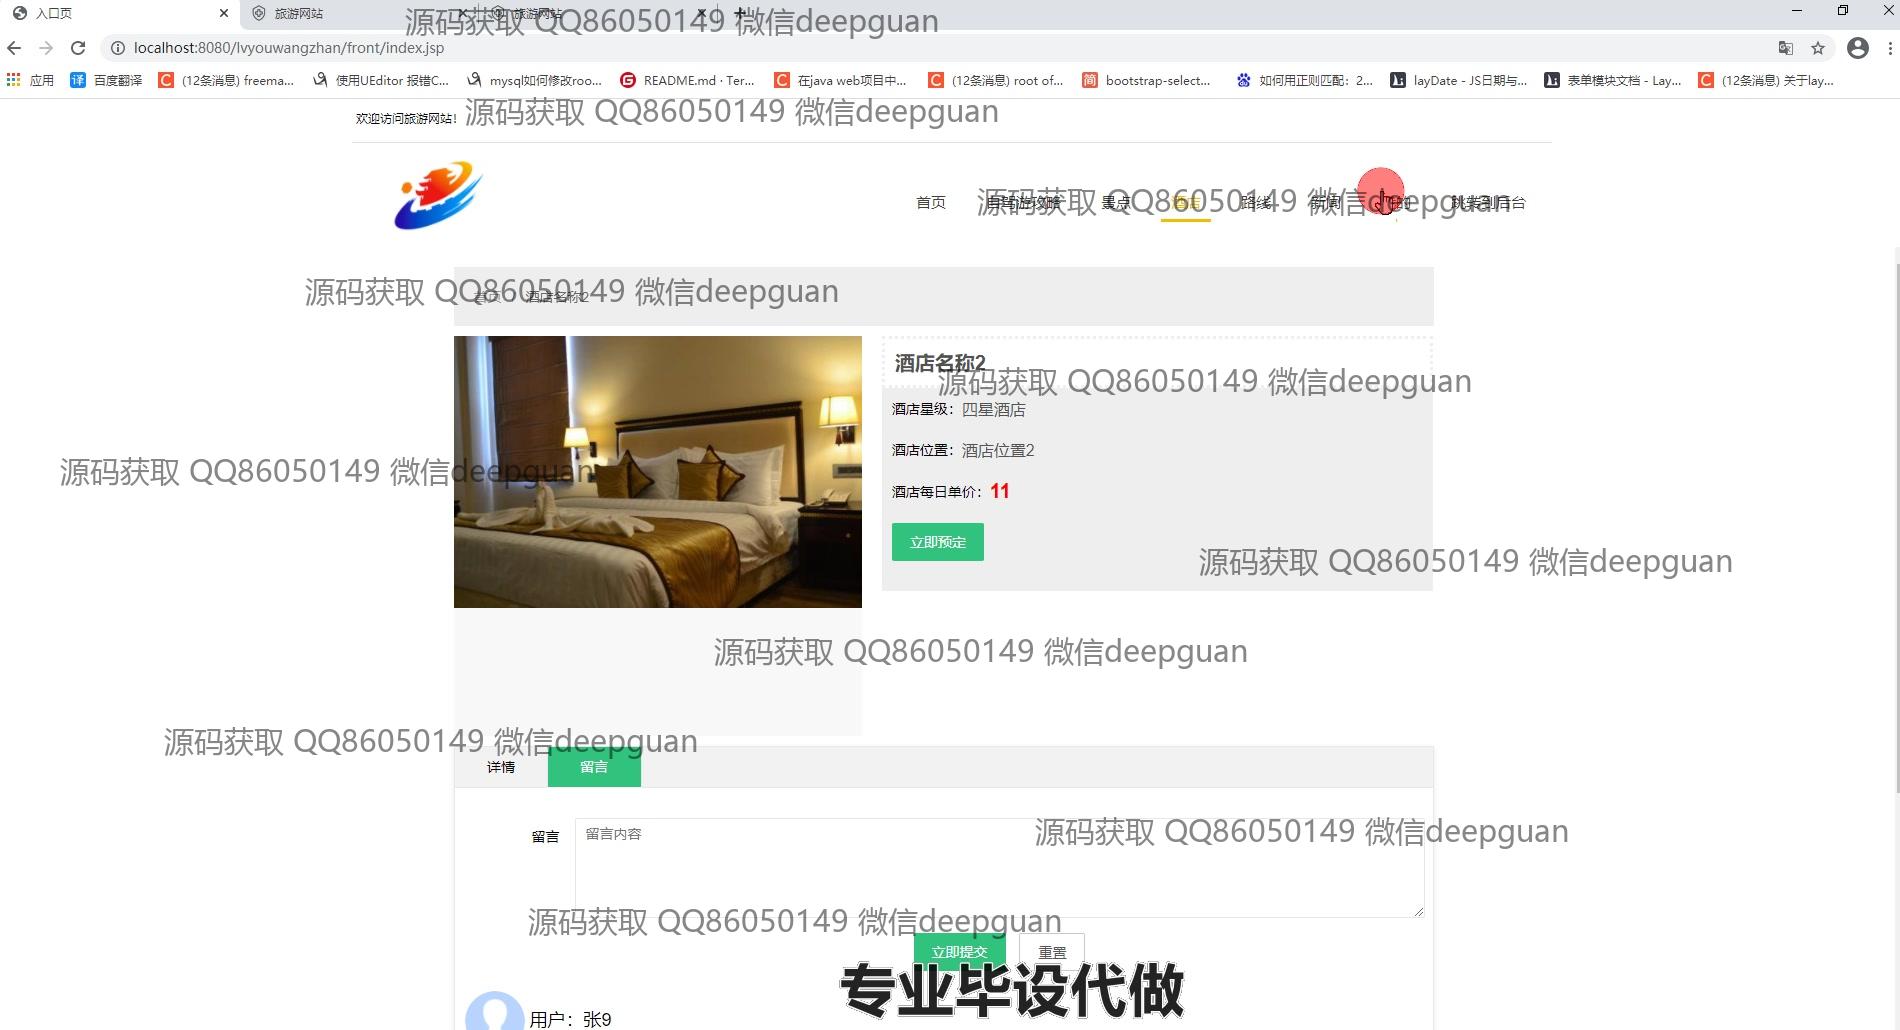 入口页
旅游网站
旅游网站
源码获取 QQ86050149 微信deepguan
localhost:8080/lvyouwangzhan/front/index.jsp
应用
百度翻译
(12条消息) freema...
使用UEditor 报错C...
mysql如何修改roo...
README.md · Ter...
在java web项目中...
(12条消息) root of...
bootstrap-select...
如何用正则匹配：2...
layDate - JS日期与...
表单模块文档 - Lay...
(12条消息) 关于lay...
欢迎访问旅游网站！
源码获取 QQ86050149 微信deepguan
首页
自驾游攻略
景点
酒店
路线
新闻
跳转到后台
源码获取 QQ86050149 微信deepguan
首页
酒店名称2
源码获取 QQ86050149 微信deepguan
酒店名称2
源码获取 QQ86050149 微信deepguan
酒店星级：四星酒店
酒店位置：酒店位置2
源码获取 QQ86050149 微信deepguan
酒店每日单价：11
立即预定
源码获取 QQ86050149 微信deepguan
源码获取 QQ86050149 微信deepguan
源码获取 QQ86050149 微信deepguan
详情
留言
留言
留言内容
源码获取 QQ86050149 微信deepguan
源码获取 QQ86050149 微信deepguan
立即提交
重置
专业毕设代做
用户：张9